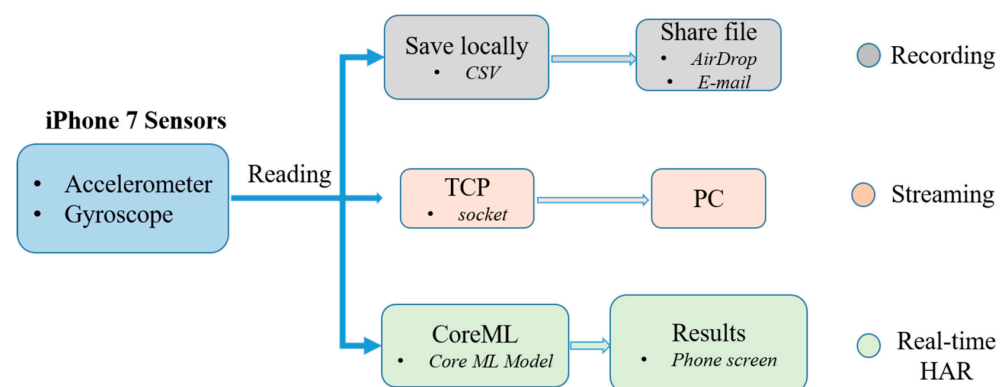 Save locally
• CSV
Share file
• AirDrop
• E-mail
Recording
iPhone 7 Sensors
• Accelerometer
• Gyroscope
Reading
TCP
• socket
PC
Streaming
CoreML
• Core ML Model
Results
• Phone screen
Real-time
HAR